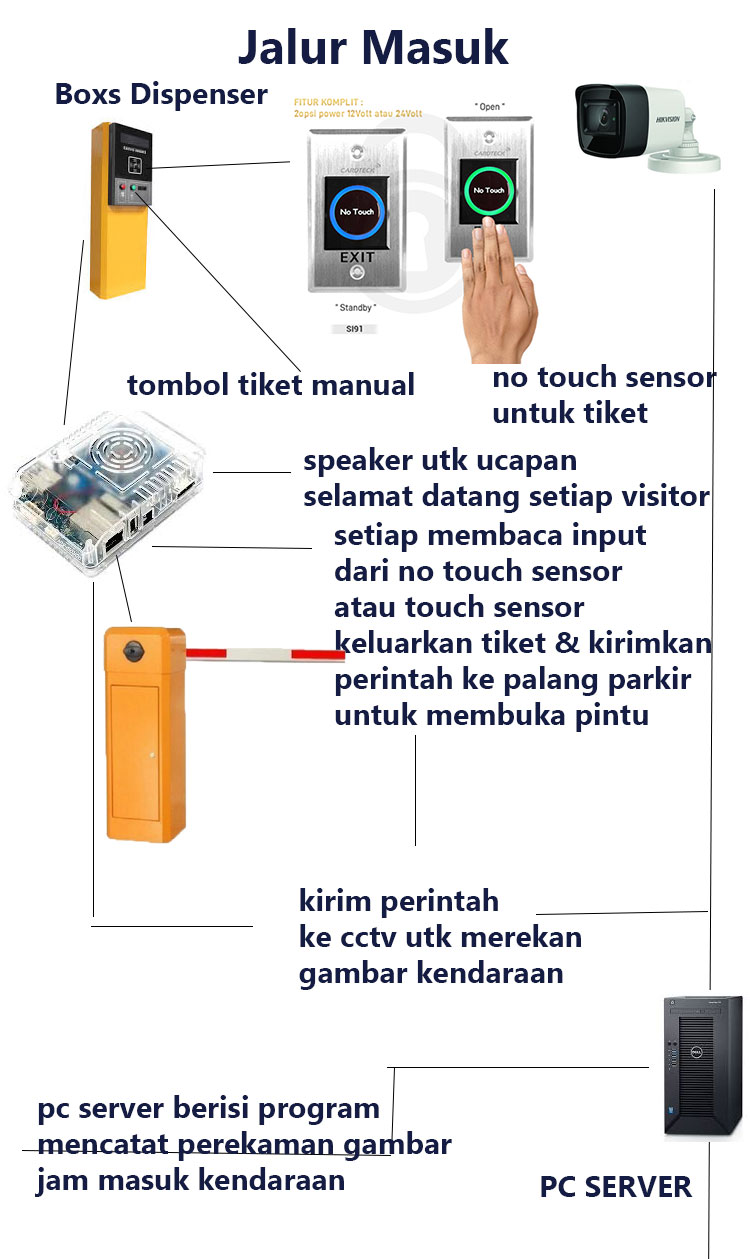 Jalur Masuk
Boxs Dispenser
FITUR KOMPLIT :
2opsi power 12Volt atau 24Volt
" Open "
HIKVISION
CARDTECK
No Touch
EXIT
CARDTECK
No Touch
" Standby "
SI91
tombol tiket manual
no touch sensor
untuk tiket
speaker utk ucapan
selamat datang setiap visitor
setiap membaca input
dari no touch sensor
atau touch sensor
keluarkan tiket & kirimkan
perintah ke palang parkir
untuk membuka pintu
kirim perintah
ke cctv utk merekan
gambar kendaraan
DELL
pc server berisi program
mencatat perekaman gambar
jam masuk kendaraan
PC SERVER